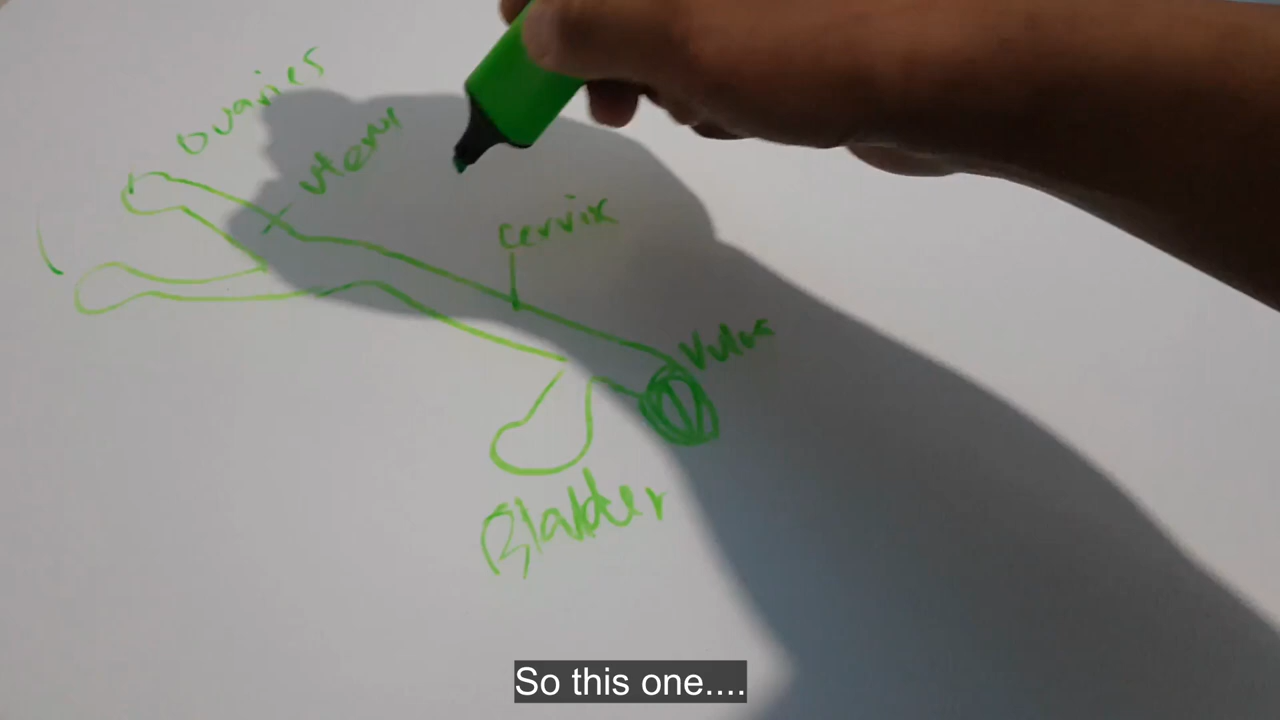 Ovaries
Uterus
Cervix
Vulva
Bladder
So this one....